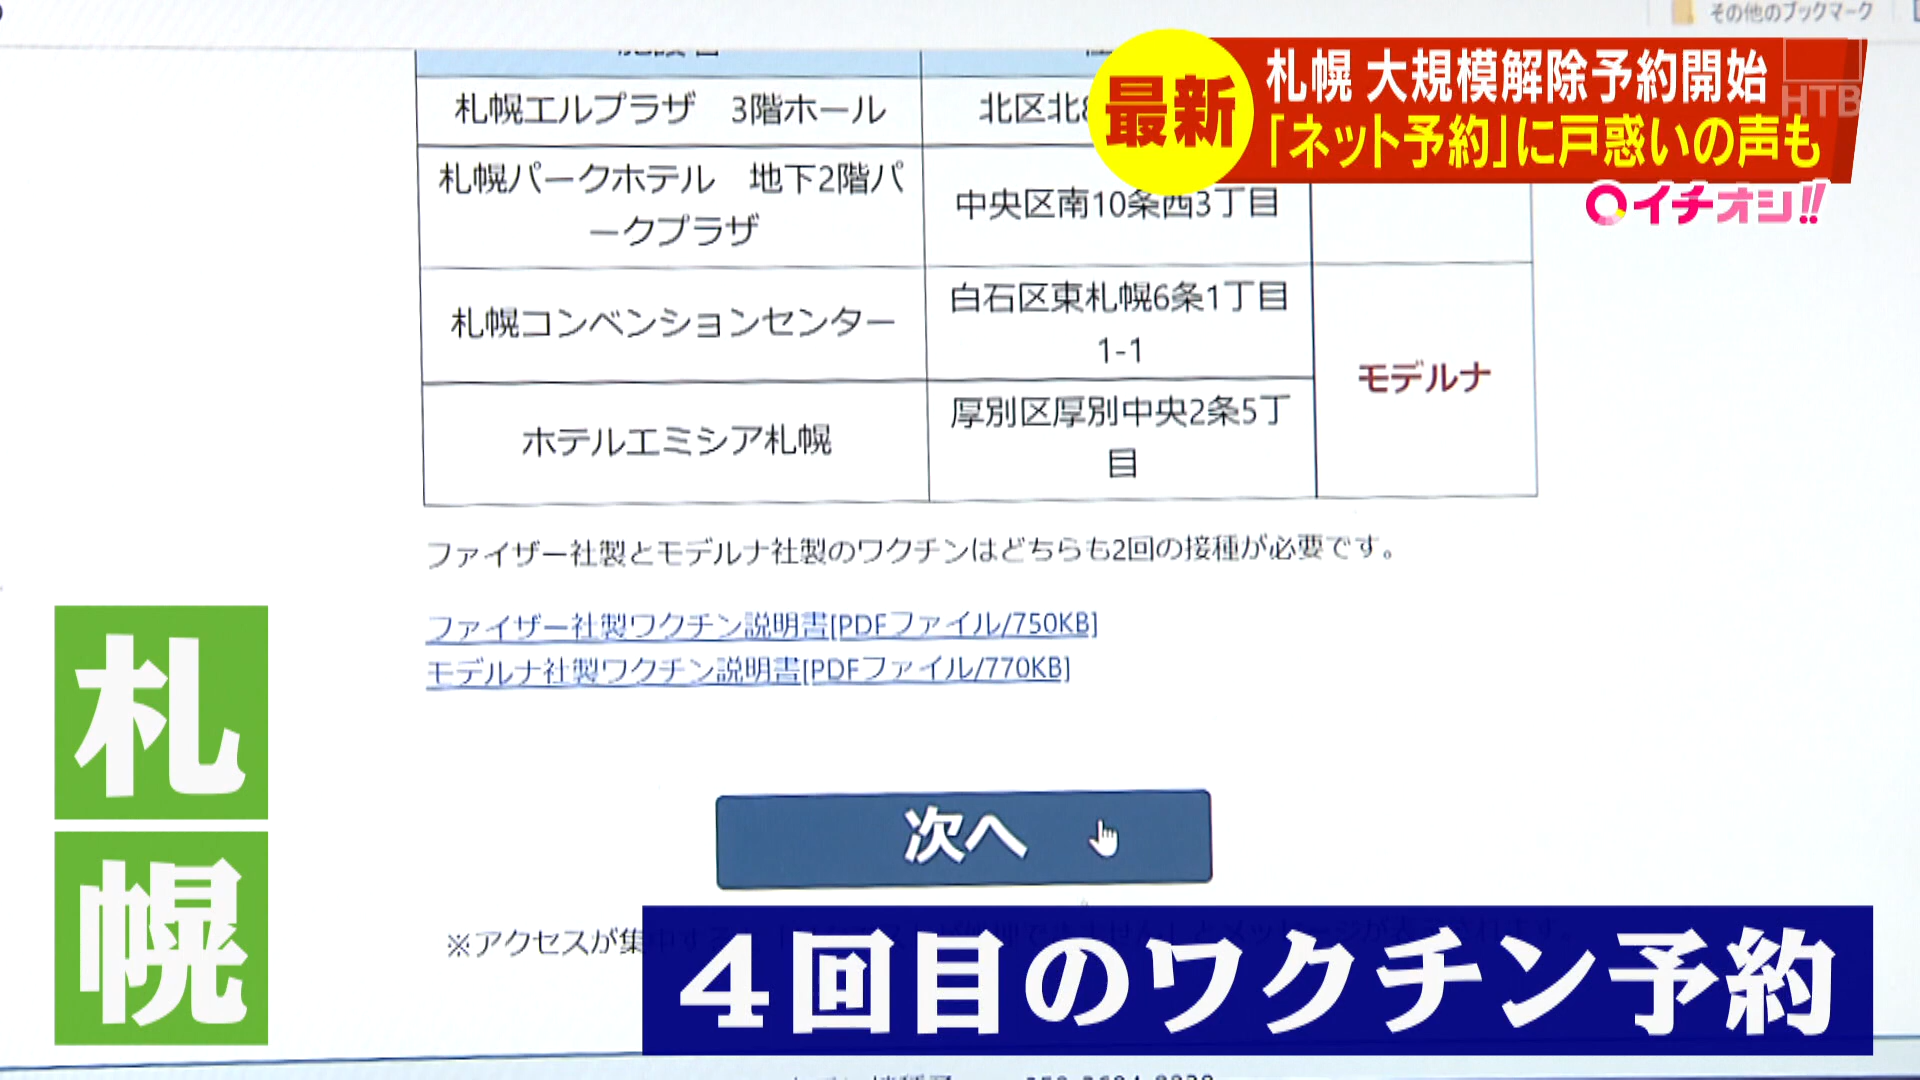 その他のブックマーク
最新
札幌 大規模解除予約開始
「ネット予約」に戸惑いの声も
HTB
イチオシ!!
札幌エルプラザ 3階ホール
北区北8
札幌パークホテル 地下2階パ
ークプラザ
中央区南10条西3丁目
札幌コンベンションセンター
白石区東札幌6条1丁目
1-1
モデルナ
ホテルエミシア札幌
厚別区厚別中央2条5丁
目
ファイザー社製とモデルナ社製のワクチンはどちらも2回の接種が必要です。
ファイザー社製ワクチン説明書[PDFファイル/750KB]
モデルナ社製ワクチン説明書[PDFファイル/770KB]
次へ
※アクセスが集中
札幌
4回目のワクチン予約